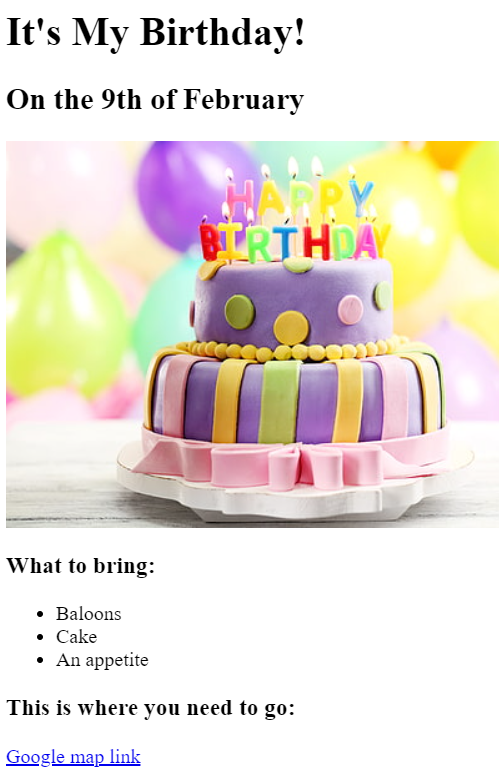 It's My Birthday!
On the 9th of February
HAPPY
BIRTHDAY
What to bring:
Baloons
Cake
An appetite
This is where you need to go:
Google map link